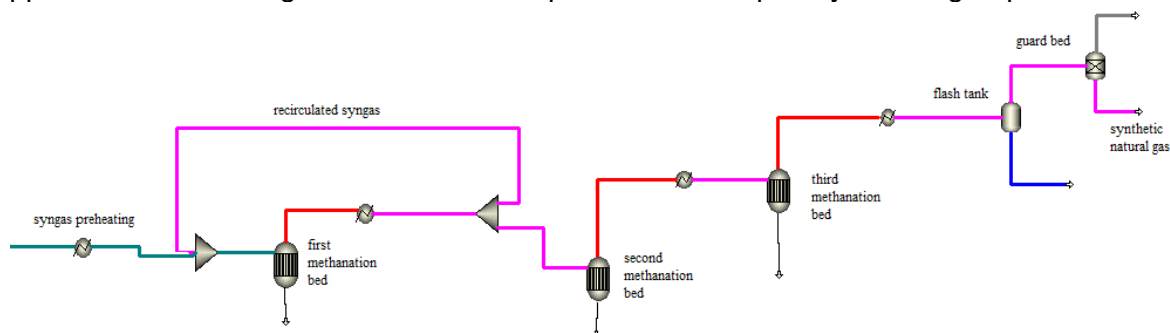 guard bed
flash tank
recirculated syngas
synthetic
natural gas
third
methanation
bed
syngas preheating
first
methanation
bed
second
methanation
bed